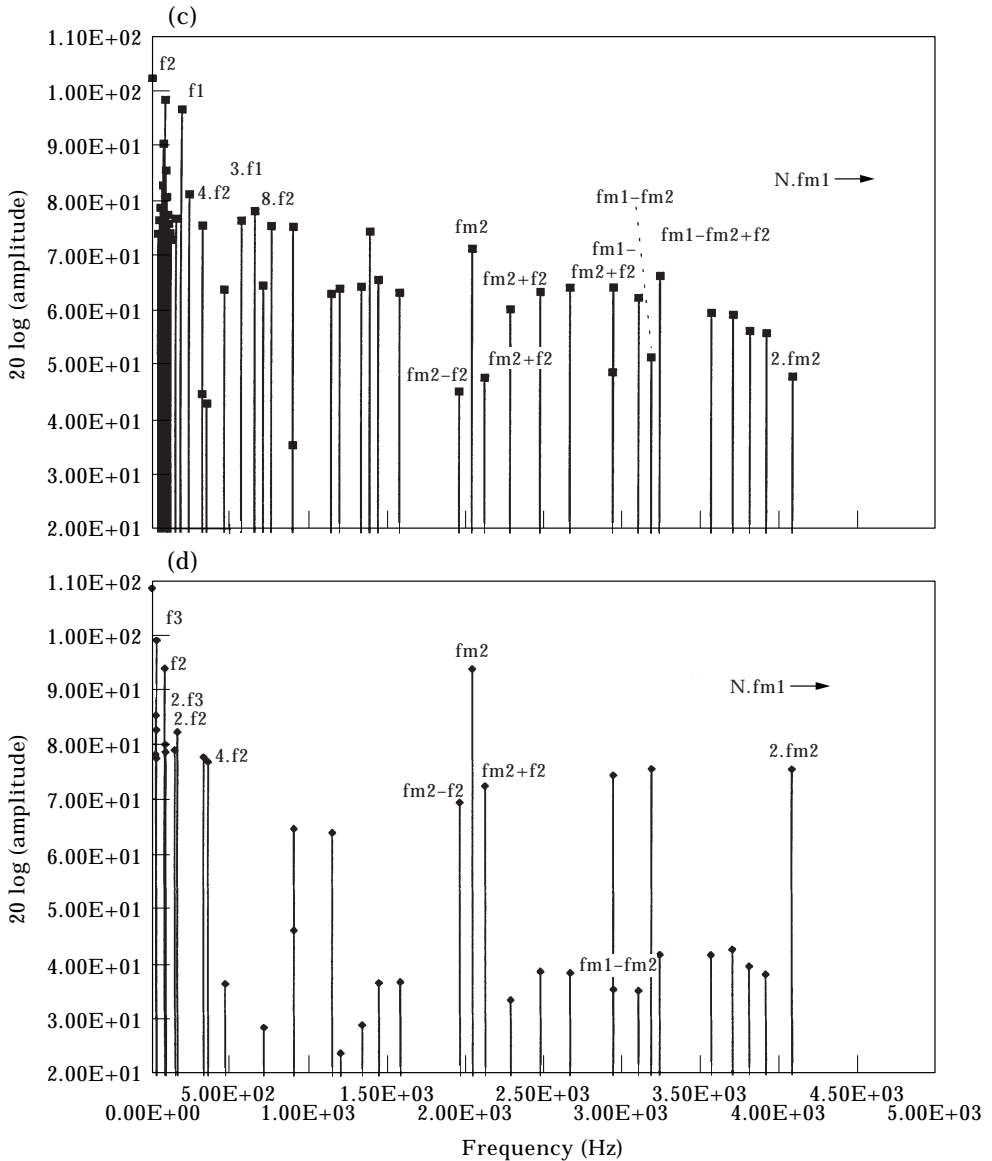 (c)
1.10E+02
1.00E+02
9.00E+01
8.00E+01
7.00E+01
6.00E+01
5.00E+01
4.00E+01
3.00E+01
2.00E+01
20 log (amplitude)
f2
f1
4.f2
3.f1
8.f2
fm2
fm2−f2
fm2+f2
fm2+f2
fm1−fm2
fm1−
fm2+f2
fm1−fm2+f2
N.fm1
2.fm2
(d)
1.10E+02
1.00E+02
9.00E+01
8.00E+01
7.00E+01
6.00E+01
5.00E+01
4.00E+01
3.00E+01
2.00E+01
20 log (amplitude)
f3
f2
2.f3
2.f2
4.f2
fm2
fm2−f2
fm2+f2
fm1−fm2
N.fm1
2.fm2
5.00E+02 1.50E+03 2.50E+03 3.50E+03 4.50E+03
0.00E+00 1.00E+03 2.00E+03 3.00E+03 4.00E+03 5.00E+03
Frequency (Hz)